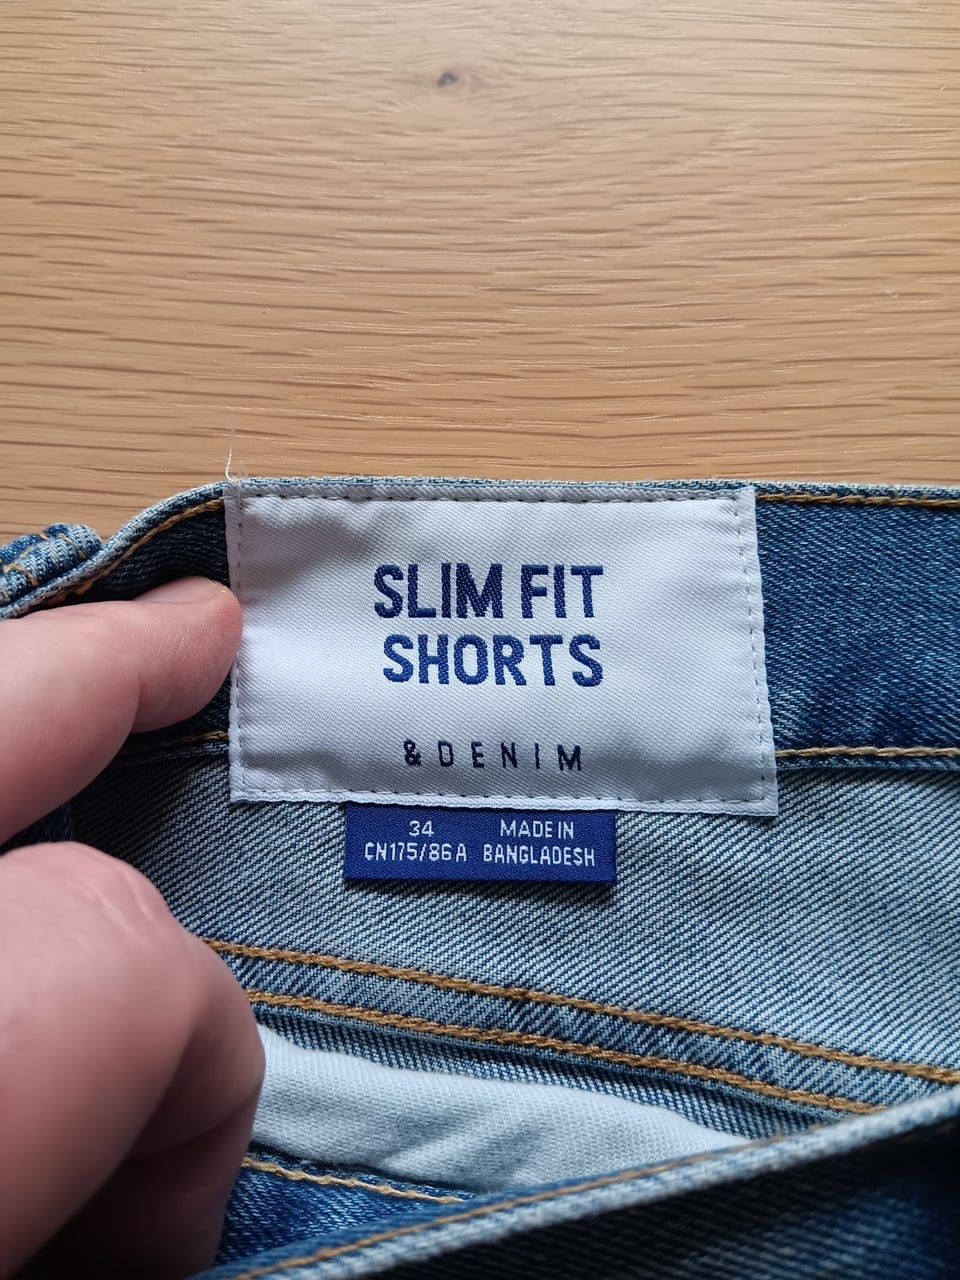 SLIM FIT
SHORTS
& DENIM
34 MADE IN
CN175/86A BANGLADESH